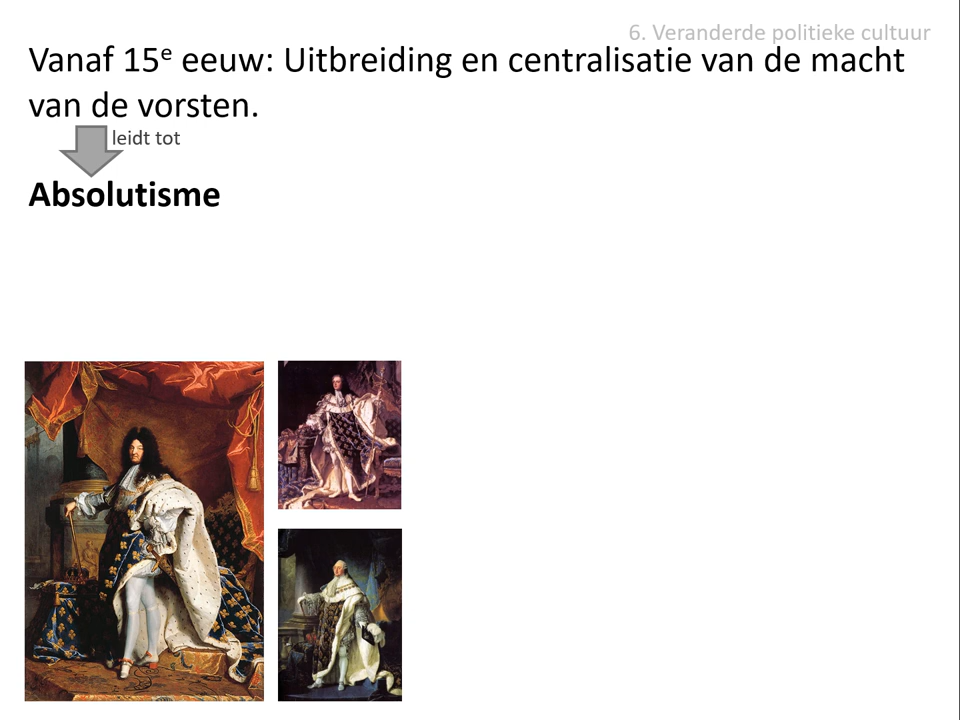 6. Veranderde politieke cultuur
Vanaf 15e eeuw: Uitbreiding en centralisatie van de macht
van de vorsten.
leidt tot
Absolutisme